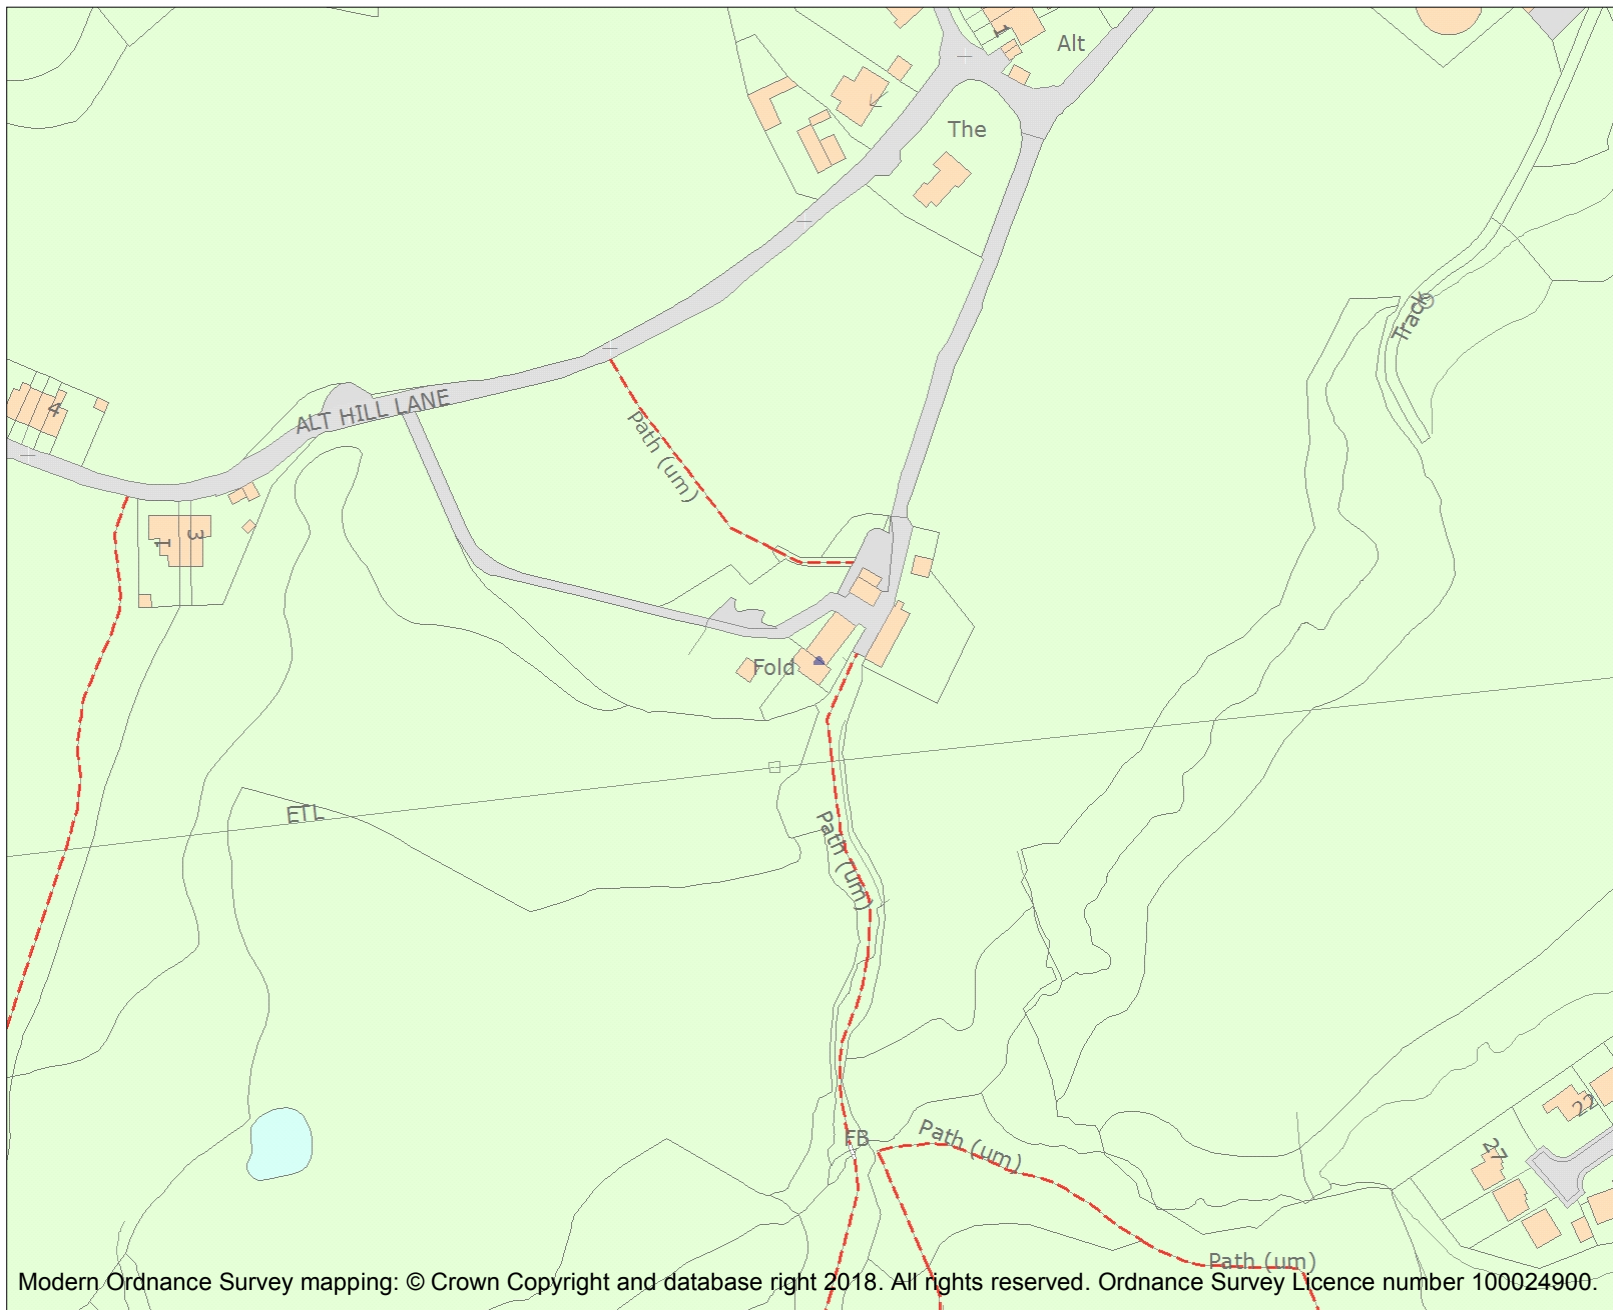 1
Alt
The
Track
4
ALT HILL LANE
Path (um)
1
3
Fold
ETL
Path (um)
FB
Path (um)
22
27
Path (um)
Modern Ordnance Survey mapping: © Crown Copyright and database right 2018. All rights reserved. Ordnance Survey Licence number 100024900.